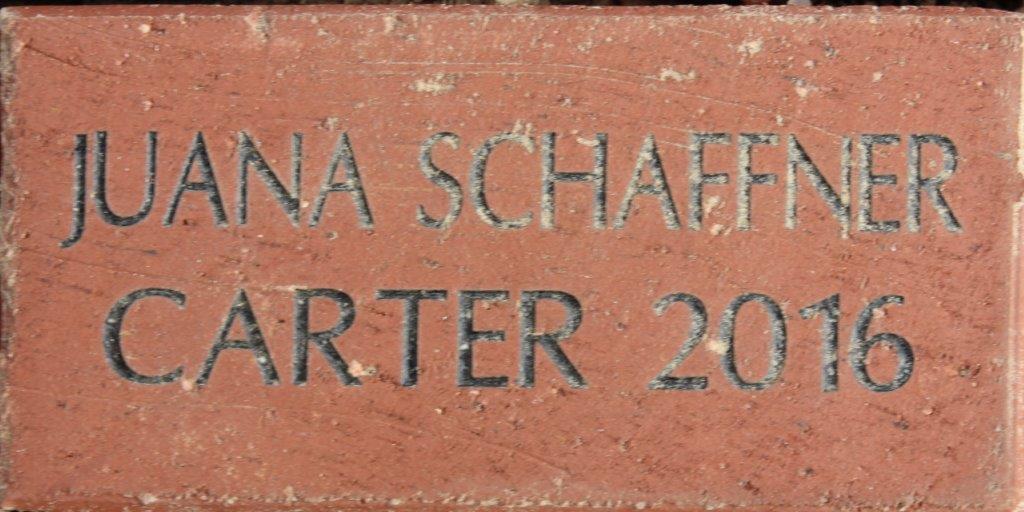 JUANA SCHAFFNER
CARTER 2016